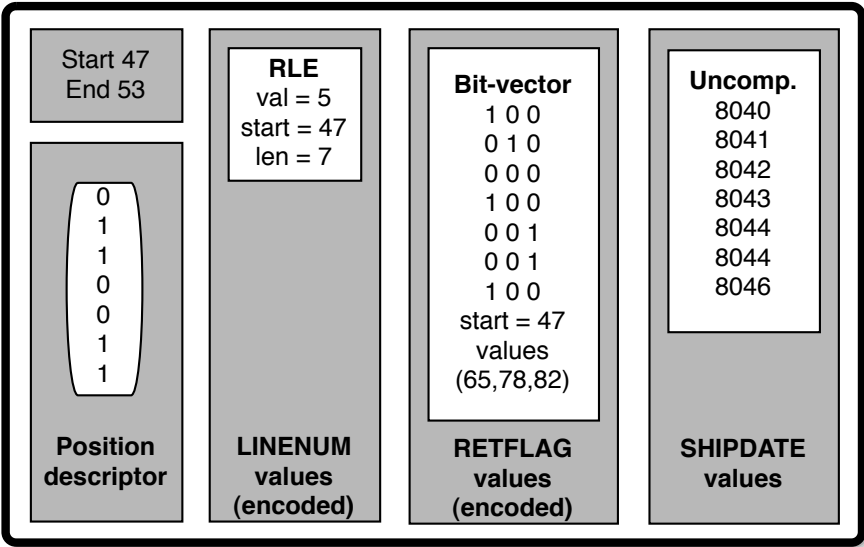 Start 47
End 53
0
1
1
0
0
1
1
Position
descriptor
RLE
val = 5
start = 47
len = 7
LINENUM
values
(encoded)
Bit-vector
1 0 0
0 1 0
0 0 0
1 0 0
0 0 1
0 0 1
1 0 0
start = 47
values
(65,78,82)
RETFLAG
values
(encoded)
Uncomp.
8040
8041
8042
8043
8044
8044
8046
SHIPDATE
values